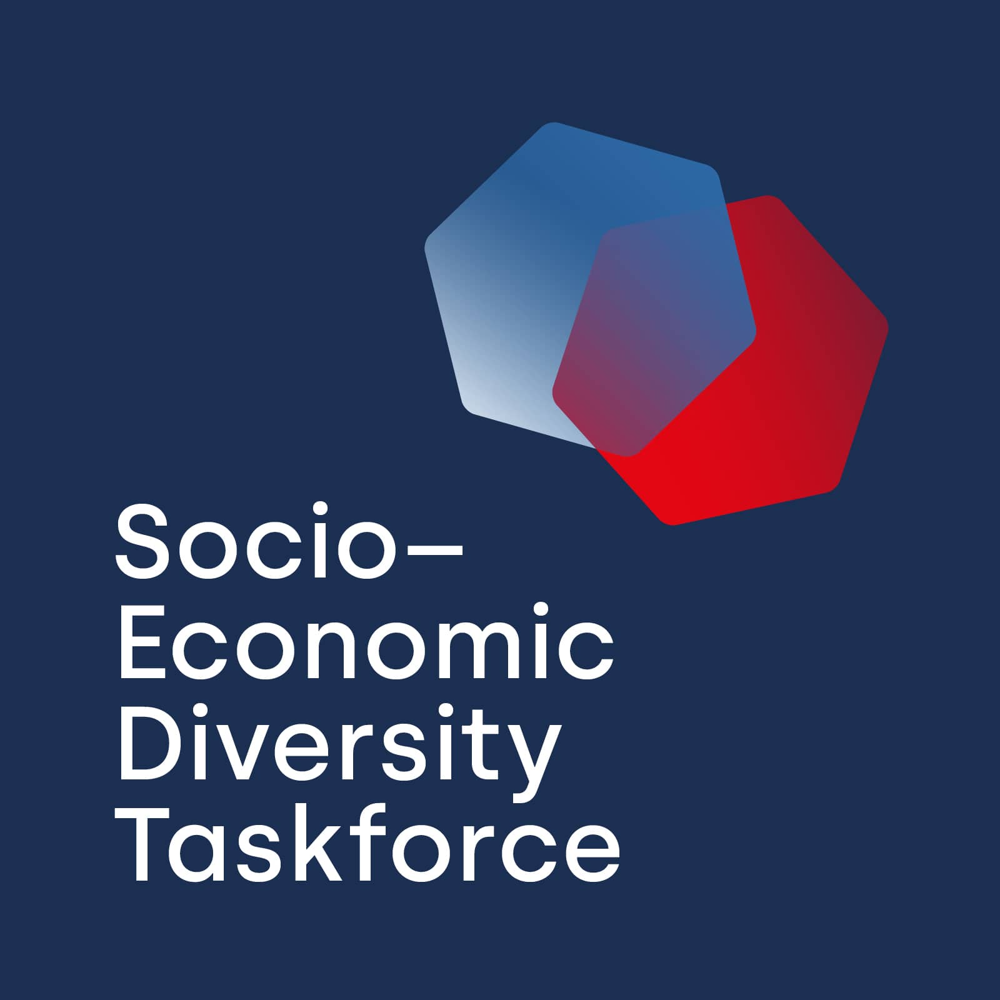 Socio–
Economic
Diversity
Taskforce